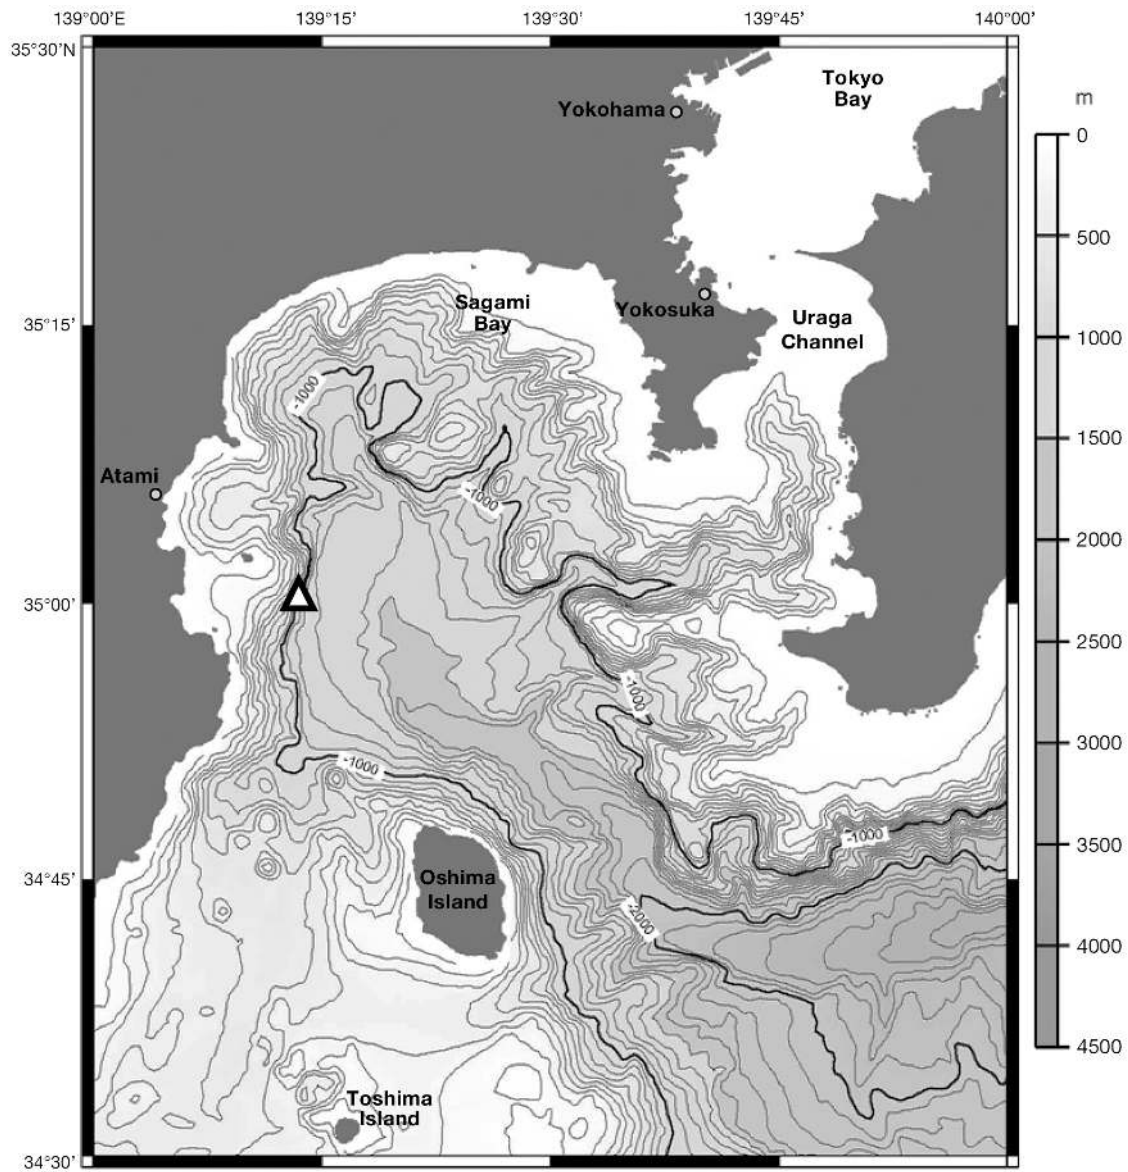 139°00'E
139°15'
139°30'
139°45'
140°00'
35°30'N
Tokyo
Bay
Yokohama
m
0
500
Sagami
Bay
Yokosuka
Uraga
Channel
35°15'
1000
-1000
1500
Atami
-1000
2000
35°00'
2500
-1000
3000
-1000
-1000
3500
34°45'
Oshima
Island
-2000
4000
4500
Toshima
Island
34°30'